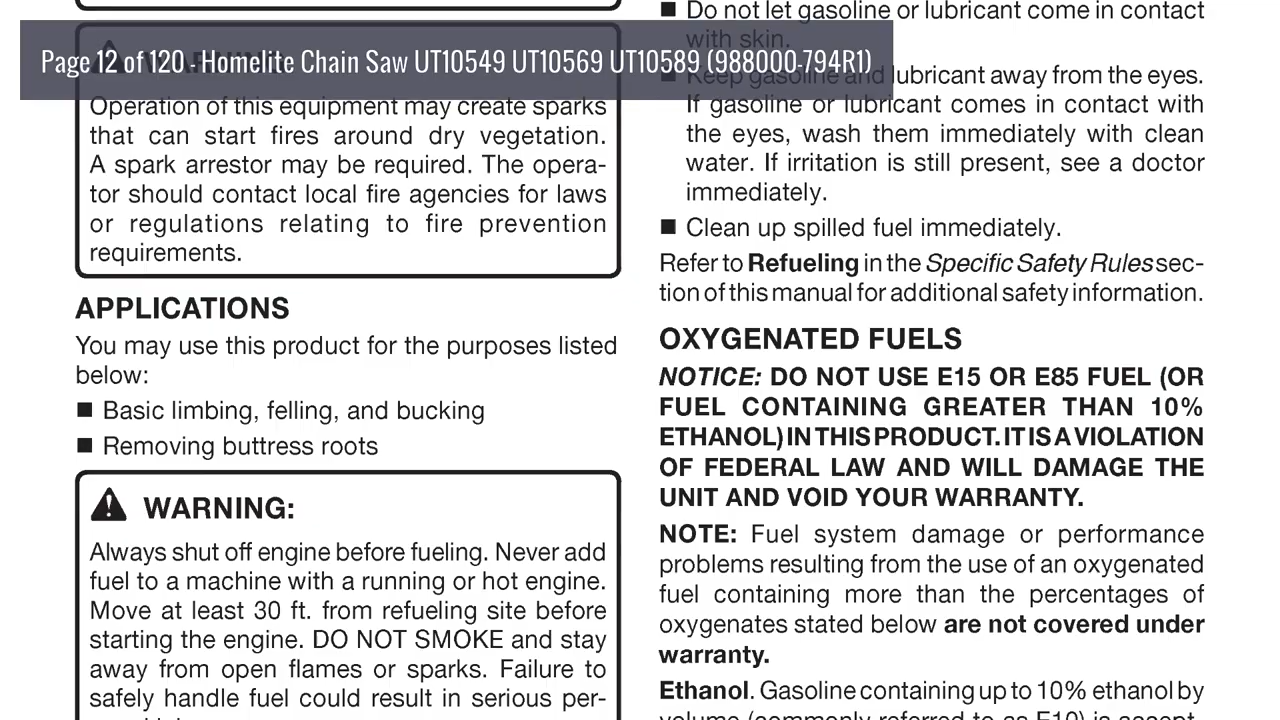 Page 12 of 120 - Homelite Chain Saw UT10549 UT10569 UT10589 (988000-794R1)
Operation of this equipment may create sparks
that can start fires around dry vegetation.
A spark arrestor may be required. The opera-
tor should contact local fire agencies for laws
or regulations relating to fire prevention
requirements.
APPLICATIONS
You may use this product for the purposes listed
below:
■ Basic limbing, felling, and bucking
■ Removing buttress roots
WARNING:
Always shut off engine before fueling. Never add
fuel to a machine with a running or hot engine.
Move at least 30 ft. from refueling site before
starting the engine. DO NOT SMOKE and stay
away from open flames or sparks. Failure to
safely handle fuel could result in serious per-
■ Do not let gasoline or lubricant come in contact
with skin.
■ Keep gasoline and lubricant away from the eyes.
If gasoline or lubricant comes in contact with
the eyes, wash them immediately with clean
water. If irritation is still present, see a doctor
immediately.
■ Clean up spilled fuel immediately.
Refer to Refueling in the Specific Safety Rules sec-
tion of this manual for additional safety information.
OXYGENATED FUELS
NOTICE: DO NOT USE E15 OR E85 FUEL (OR
FUEL CONTAINING GREATER THAN 10%
ETHANOL) IN THIS PRODUCT. IT IS A VIOLATION
OF FEDERAL LAW AND WILL DAMAGE THE
UNIT AND VOID YOUR WARRANTY.
NOTE: Fuel system damage or performance
problems resulting from the use of an oxygenated
fuel containing more than the percentages of
oxygenates stated below are not covered under
warranty.
Ethanol. Gasoline containing up to 10% ethanol by
volume (commonly referred to as E10) is accept-